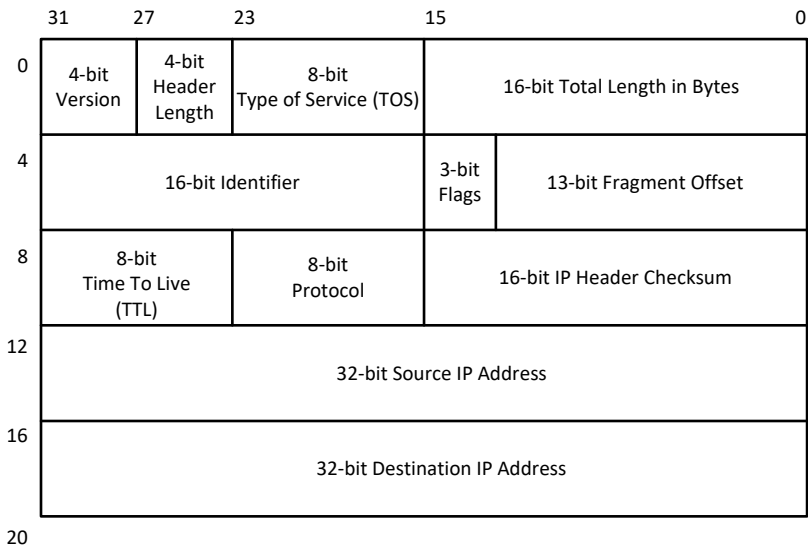 31 27 23 15 0
0
4-bit
Version
4-bit
Header
Length
8-bit
Type of Service (TOS)
16-bit Total Length in Bytes
4
16-bit Identifier
3-bit
Flags
13-bit Fragment Offset
8
8-bit
Time To Live
(TTL)
8-bit
Protocol
16-bit IP Header Checksum
12
32-bit Source IP Address
16
32-bit Destination IP Address
20